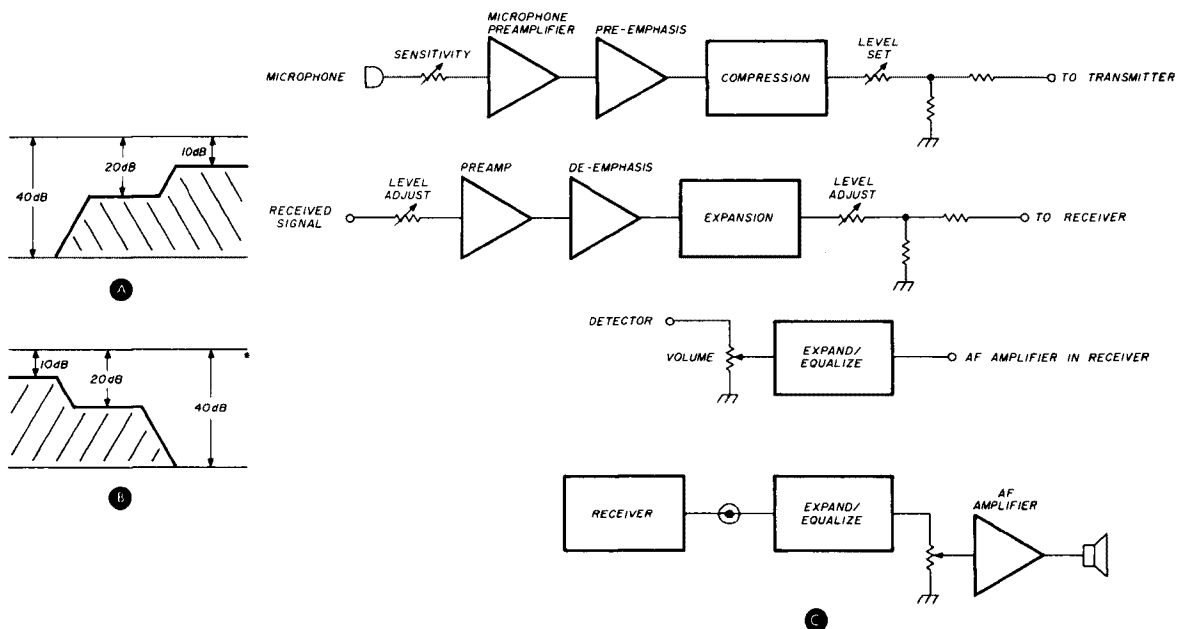 MICROPHONE
SENSITIVITY
MICROPHONE
PREAMPLIFIER
PRE-EMPHASIS
COMPRESSION
LEVEL
SET
TO TRANSMITTER
40dB
20dB
10dB
A
RECEIVED
SIGNAL
LEVEL
ADJUST
PREAMP
DE-EMPHASIS
EXPANSION
LEVEL
ADJUST
TO RECEIVER
10dB
20dB
40dB
B
DETECTOR
VOLUME
EXPAND/
EQUALIZE
AF AMPLIFIER IN RECEIVER
RECEIVER
EXPAND/
EQUALIZE
AF
AMPLIFIER
C